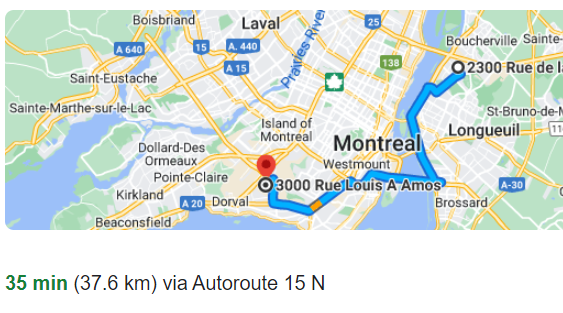 Boisbriand
Laval
25
Boucherville
Sainte-
A 640
15
A. 440
A 15
Prairies River
138
2300 Rue de l
Saint-Eustache
Sainte-Marthe-sur-le-Lac
Island of
Montreal
St-Bruno-de-
Longueuil
11
Montreal
Dollard-Des
Ormeaux
Westmount
Pointe-Claire
3000 Rue Louis A Amos
Kirkland
A-30
A 20
Dorval
Brossard
Beaconsfield
35 min (37.6 km) via Autoroute 15 N